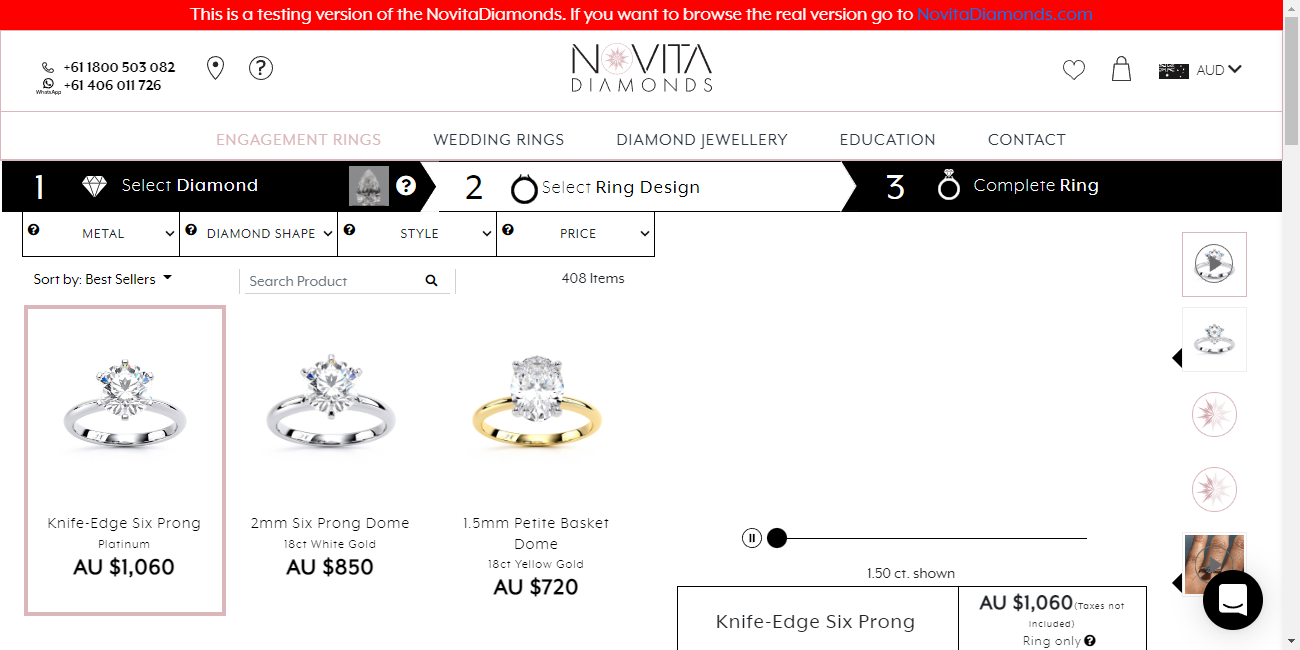 This is a testing version of the NovitaDiamonds. If you want to browse the real version go to NovitaDiamonds.com
+61 1800 503 082
WhatsApp
+61 406 011 726
?
NOVITA
DIAMONDS
AUD
ENGAGEMENT RINGS
WEDDING RINGS
DIAMOND JEWELLERY
EDUCATION
CONTACT
1
Select Diamond
?
2
Select Ring Design
3
Complete Ring
? METAL
? DIAMOND SHAPE
? STYLE
? PRICE
Sort by: Best Sellers
Search Product
408 Items
Knife-Edge Six Prong
Platinum
AU $1,060
2mm Six Prong Dome
18ct White Gold
AU $850
1.5mm Petite Basket
Dome
18ct Yellow Gold
AU $720
1.50 ct. shown
Knife-Edge Six Prong
AU $1,060 (Taxes not
included)
Ring only ?